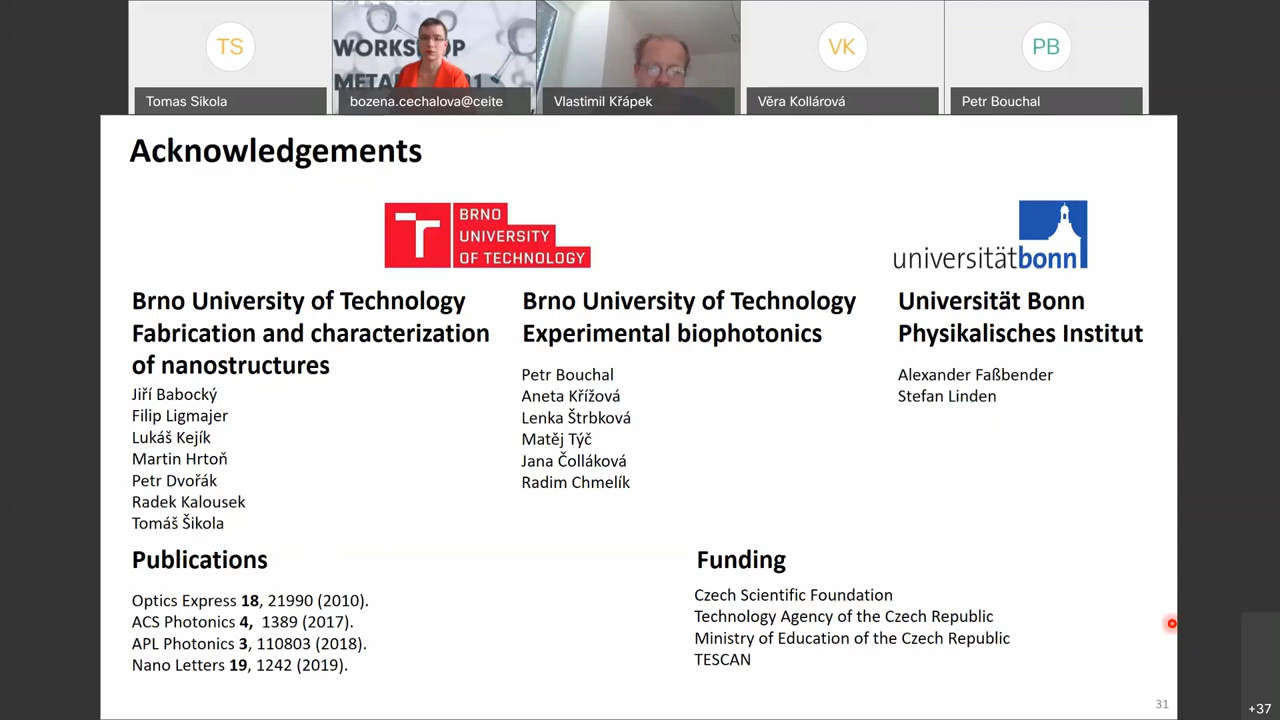 TS
WORKSHOP
VK
PB
Tomas Sikola
bozena.cechalova@ceite
Vlastimil Křápek
Věra Kollárová
Petr Bouchal
Acknowledgements
T
BRNO
UNIVERSITY
OF TECHNOLOGY
universitätbonn
Brno University of Technology
Fabrication and characterization
of nanostructures
Jiří Babocký
Filip Ligmajer
Lukáš Kejík
Martin Hrtoň
Petr Dvořák
Radek Kalousek
Tomáš Šikola
Brno University of Technology
Experimental biophotonics
Petr Bouchal
Aneta Křížová
Lenka Štrbková
Matěj Týč
Jana Čolláková
Radim Chmelík
Universität Bonn
Physikalisches Institut
Alexander Faßbender
Stefan Linden
Publications
Optics Express 18, 21990 (2010).
ACS Photonics 4, 1389 (2017).
APL Photonics 3, 110803 (2018).
Nano Letters 19, 1242 (2019).
Funding
Czech Scientific Foundation
Technology Agency of the Czech Republic
Ministry of Education of the Czech Republic
TESCAN
31
+37